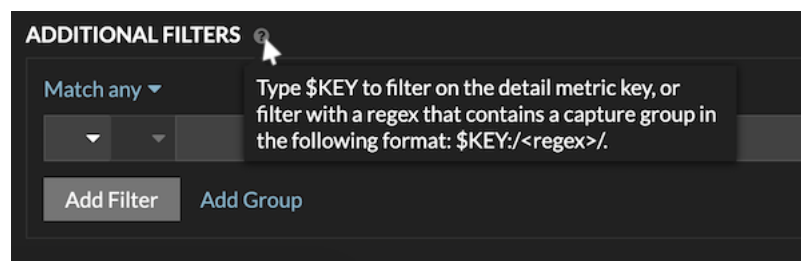 ADDITIONAL FILTERS ?
Match any
Type $KEY to filter on the detail metric key, or
filter with a regex that contains a capture group in
the following format: $KEY:/<regex>/.
Add Filter Add Group